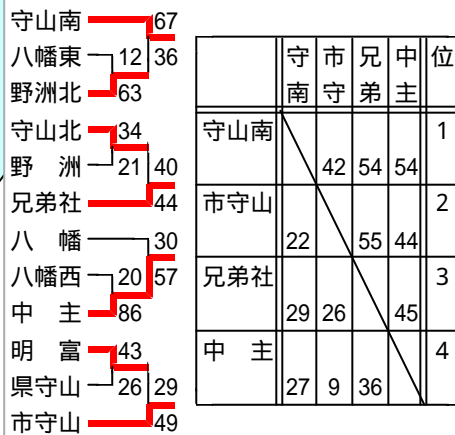 守山南 67
八幡東 12 36
野洲北 63
守山北 34
野 洲 21 40
兄弟社 44
八 幡 30
八幡西 20 57
中 主 86
明 富 43
県守山 26 29
市守山 49
守南 市守 兄弟 中主 位
守山南 42 54 54 1
市守山 22 55 44 2
兄弟社 29 26 45 3
中 主 27 9 36 4